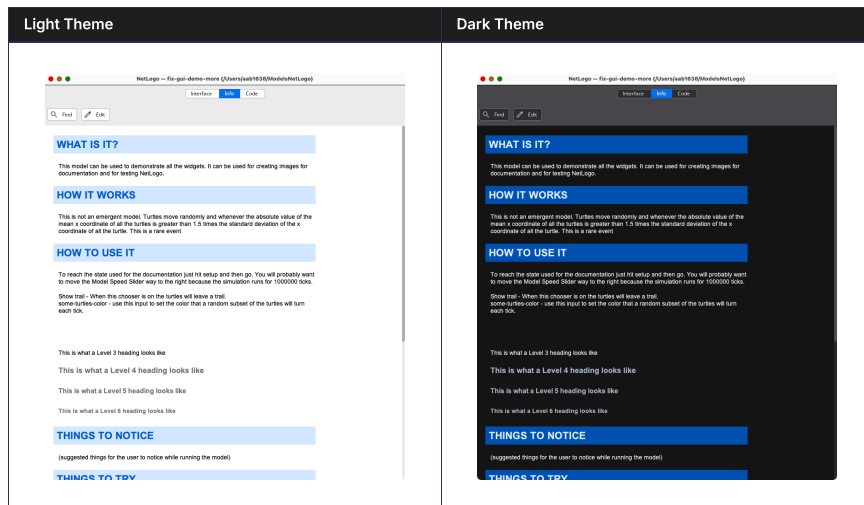 Light Theme
Dark Theme
NetLogo — fix-gui-demo-more (/Users/aab1638/ModelsNetLogo)
Interface Info Code
Find Edit
WHAT IS IT?
This model can be used to demonstrate all the widgets. It can be used for creating images for
documentation and for testing NetLogo.
HOW IT WORKS
This is not an emergent model. Turtles move randomly and whenever the absolute value of the
mean x coordinate of all the turtles is greater than 1.5 times the standard deviation of the x
coordinate of all the turtle. This is a rare event
HOW TO USE IT
To reach the state used for the documentation just hit setup and then go. You will probably want
to move the Model Speed Slider way to the right because the simulation runs for 1000000 ticks.
Show trail - When this chooser is on the turtles will leave a trail.
some-turtles-color - use this input to set the color that a random subset of the turtles will turn
each tick.
This is what a Level 3 heading looks like
This is what a Level 4 heading looks like
This is what a Level 5 heading looks like
This is what a Level 6 heading looks like
THINGS TO NOTICE
(suggested things for the user to notice while running the model)
THINGS TO TRY
NetLogo — fix-gui-demo-more (/Users/aab1638/ModelsNetLogo)
Interface Info Code
Find Edit
WHAT IS IT?
This model can be used to demonstrate all the widgets. It can be used for creating images for
documentation and for testing NetLogo.
HOW IT WORKS
This is not an emergent model. Turtles move randomly and whenever the absolute value of the
mean x coordinate of all the turtles is greater than 1.5 times the standard deviation of the x
coordinate of all the turtle. This is a rare event
HOW TO USE IT
To reach the state used for the documentation just hit setup and then go. You will probably want
to move the Model Speed Slider way to the right because the simulation runs for 1000000 ticks.
Show trail - When this chooser is on the turtles will leave a trail.
some-turtles-color - use this input to set the color that a random subset of the turtles will turn
each tick.
This is what a Level 3 heading looks like
This is what a Level 4 heading looks like
This is what a Level 5 heading looks like
This is what a Level 6 heading looks like
THINGS TO NOTICE
(suggested things for the user to notice while running the model)
THINGS TO TRY